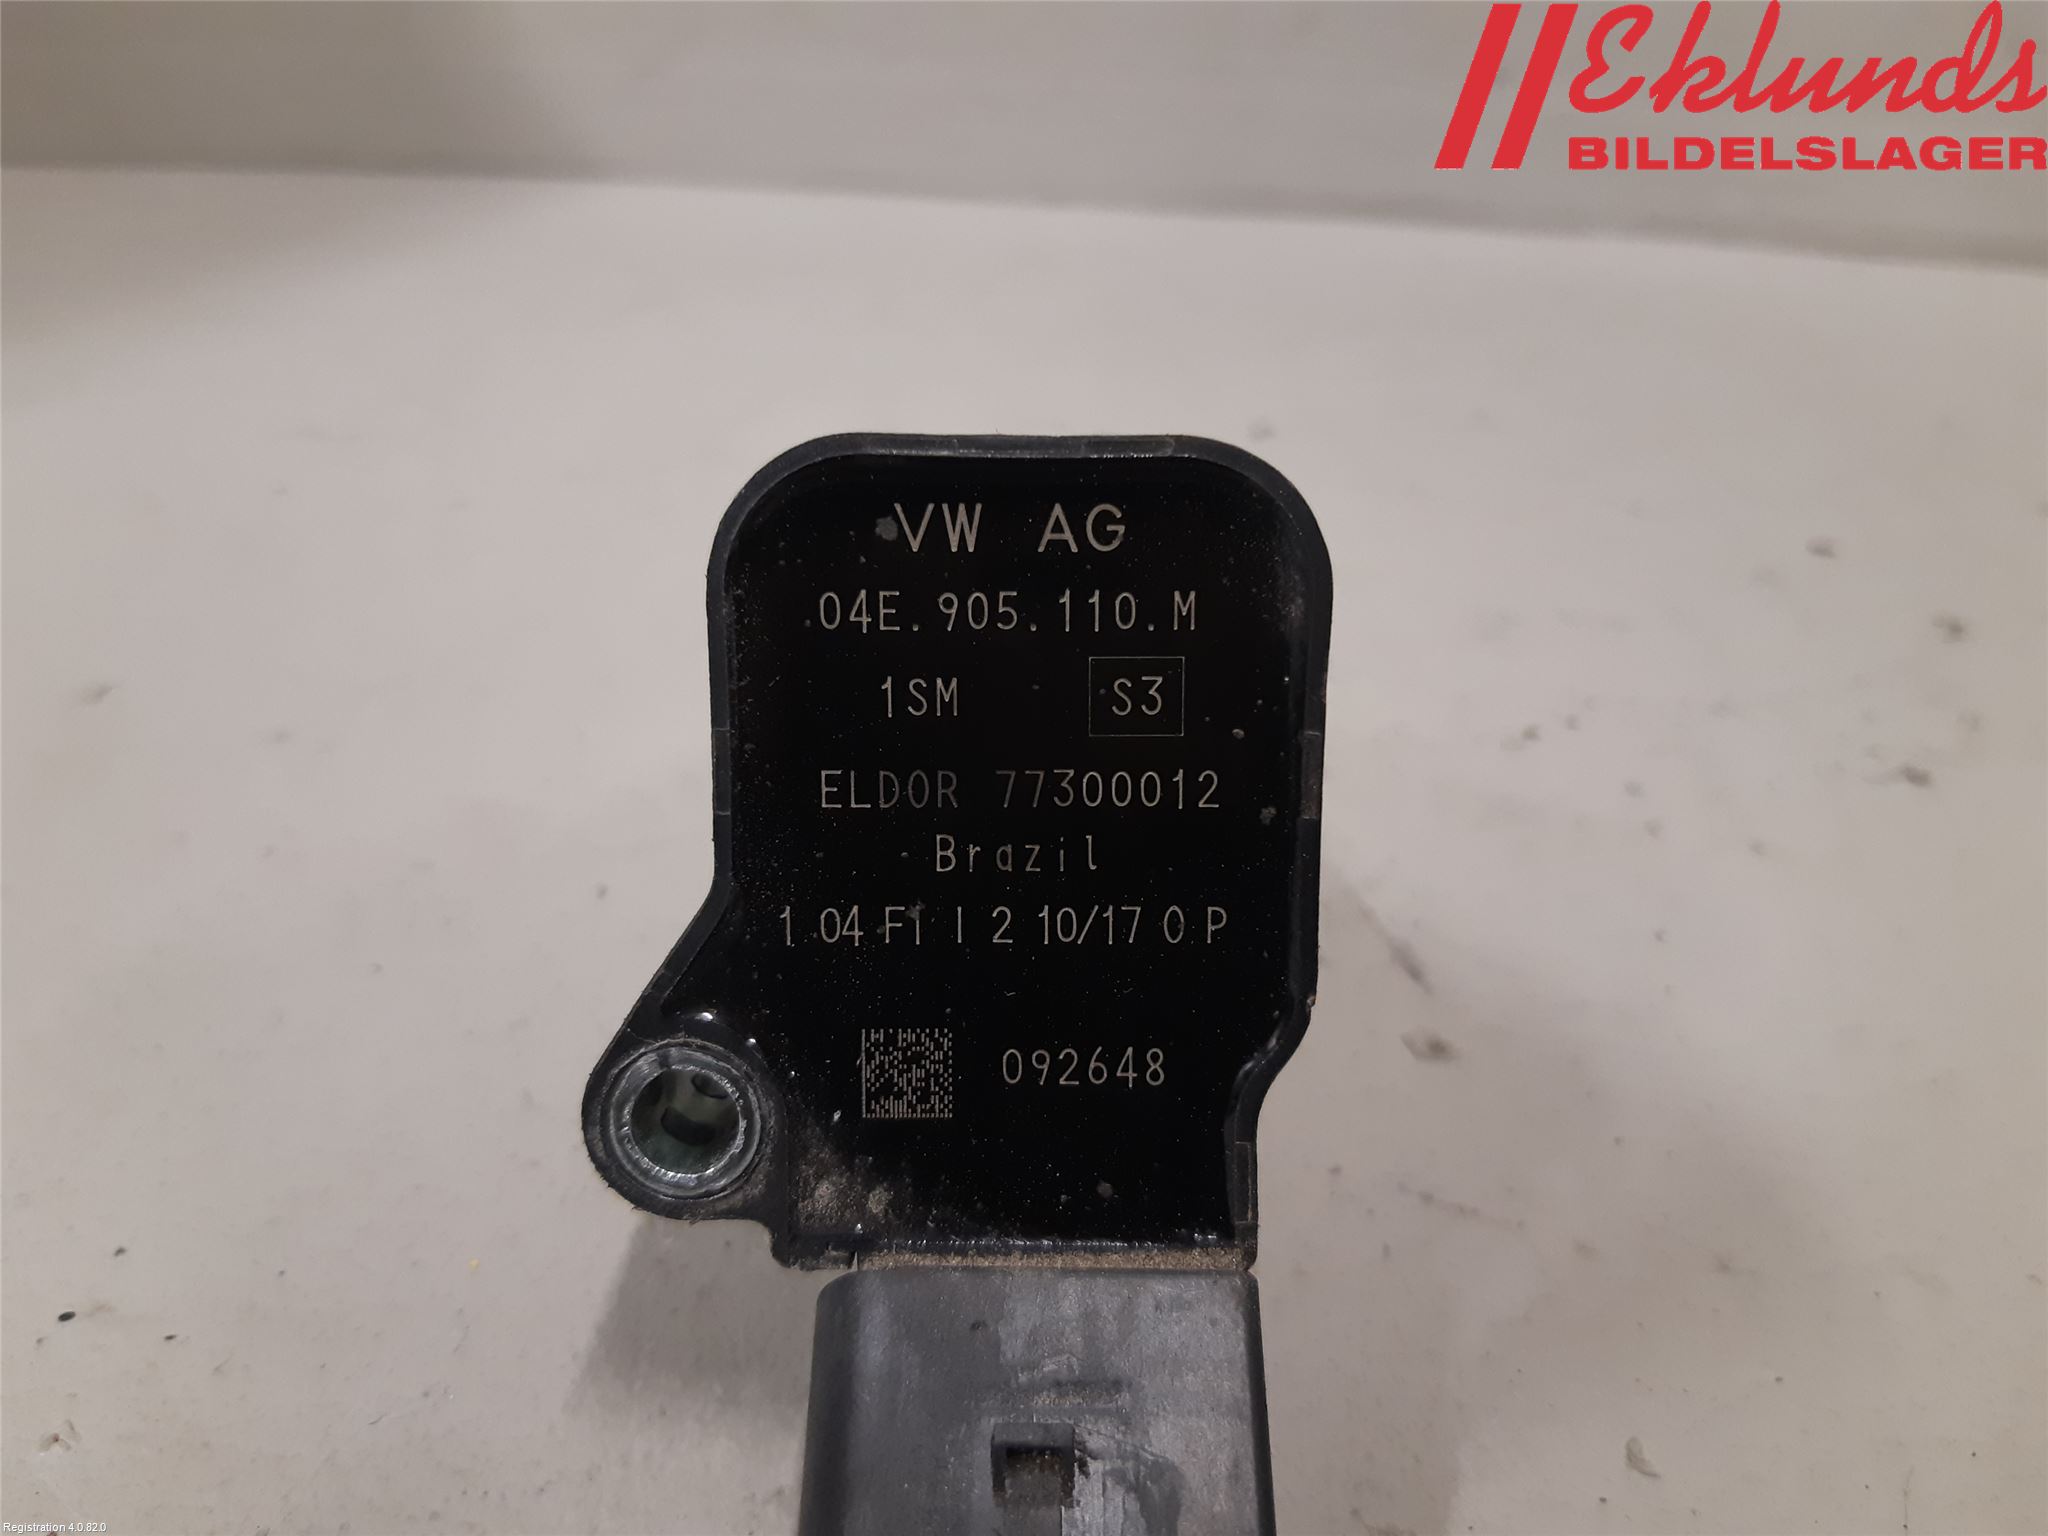 Eklunds
BILDELSLAGER
VW AG
04E.905.110.M
1SM S3
ELDOR 77300012
Brazil
1 04 F1 I 2 10/17 0 P
092648
Registration 4.0.82.0